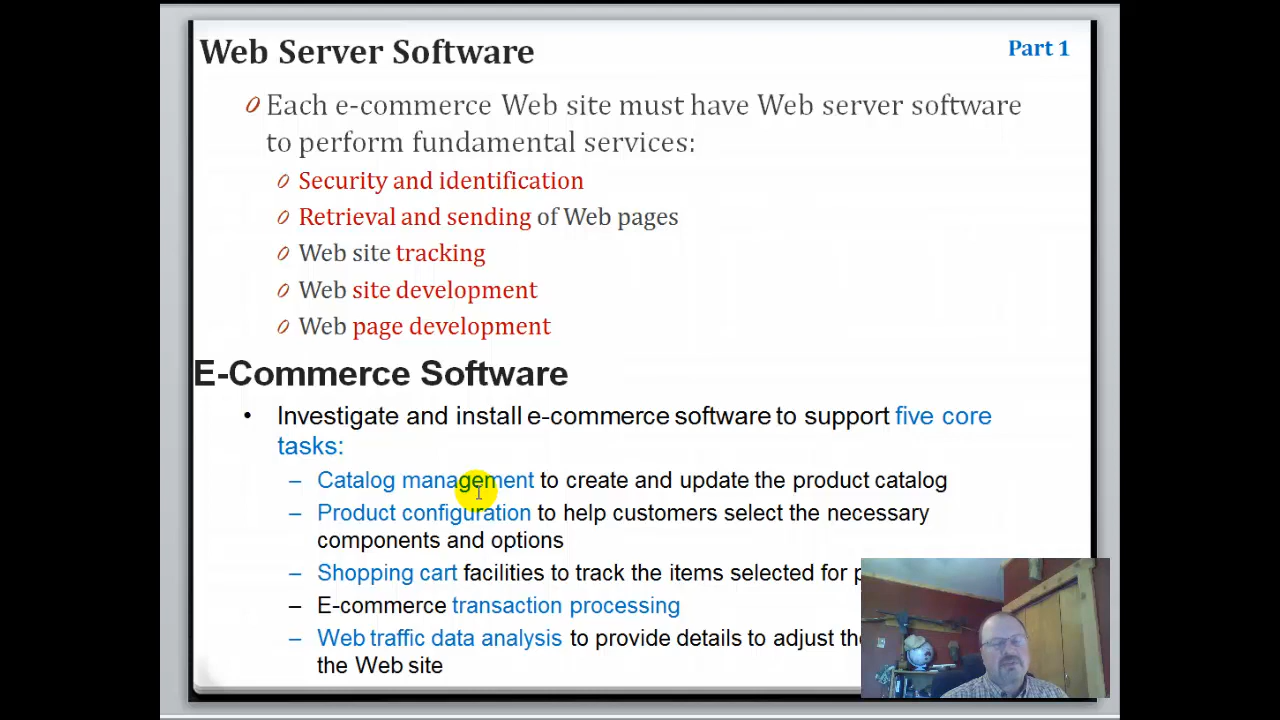 Web Server Software
Part 1
Each e-commerce Web site must have Web server software
to perform fundamental services:
Security and identification
Retrieval and sending of Web pages
Web site tracking
Web site development
Web page development
E-Commerce Software
• Investigate and install e-commerce software to support five core
tasks:
– Catalog management to create and update the product catalog
– Product configuration to help customers select the necessary
components and options
– Shopping cart facilities to track the items selected for
– E-commerce transaction processing
– Web traffic data analysis to provide details to adjust
the Web site